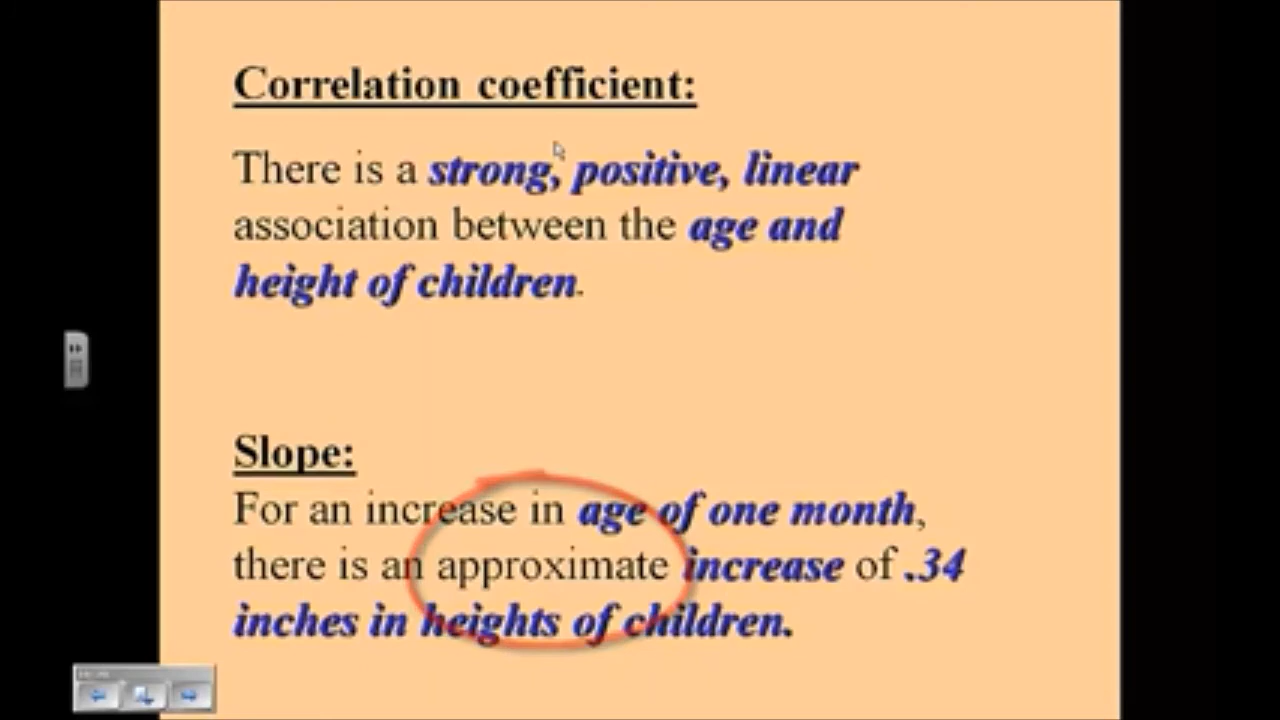 Correlation coefficient:
There is a strong, positive, linear
association between the age and
height of children.
Slope:
For an increase in age of one month,
there is an approximate increase of .34
inches in heights of children.